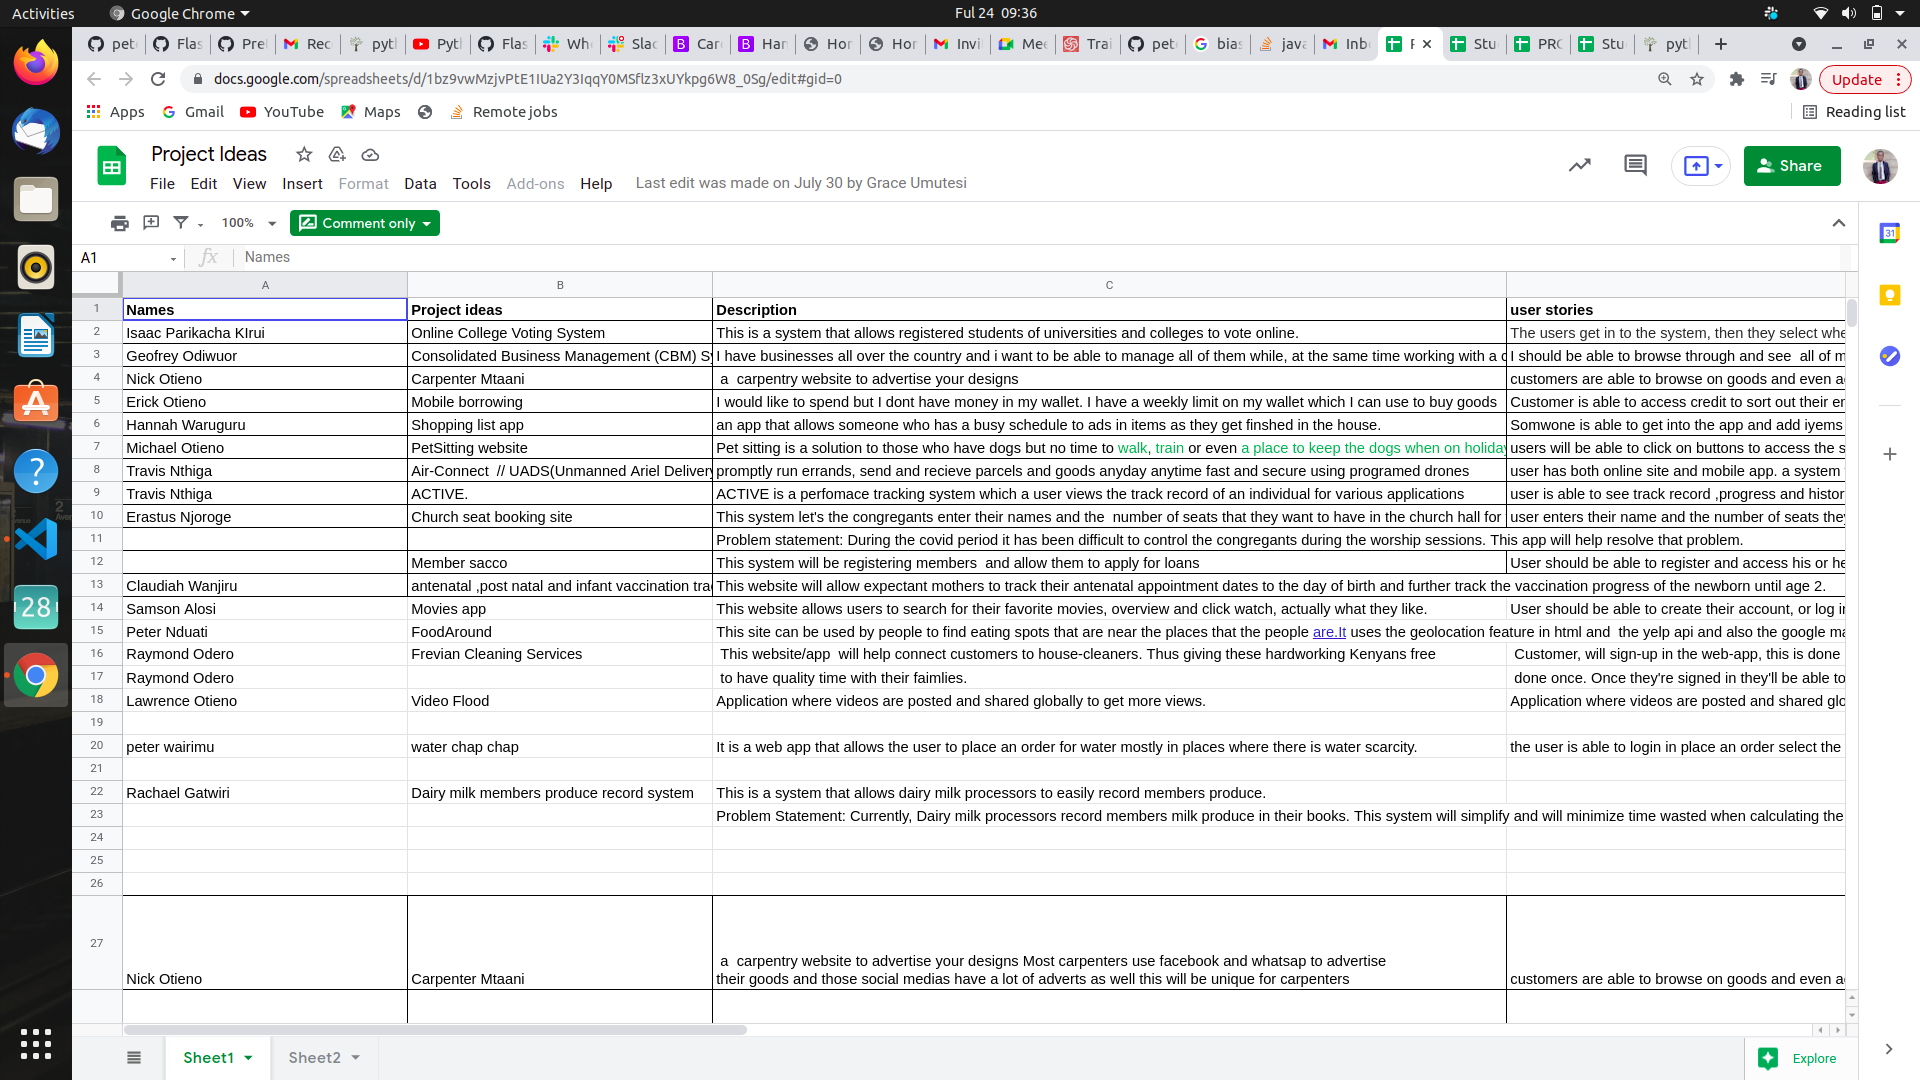 Activities Google Chrome Ful 24 09:36
pet Flas Pre Rec pyt Pyt Flas Wh Slac Car Har Hor Hor Invi Mee Trai pet bias java Inb Stu PRO Stu pyt
docs.google.com/spreadsheets/d/1bz9vwMzjvPtE1IUa2Y3IqqY0MSflz3xUYkpg6W8_0Sg/edit#gid=0 Update
Apps Gmail YouTube Maps Remote jobs Reading list
Project Ideas
File Edit View Insert Format Data Tools Add-ons Help Last edit was made on July 30 by Grace Umutesi Share
100% Comment only
A1 fx Names
A B C
1 Names Project ideas Description user stories
2 Isaac Parikacha KIrui Online College Voting System This is a system that allows registered students of universities and colleges to vote online. The users get in to the system, then they select whe
3 Geofrey Odiwuor Consolidated Business Management (CBM) Sy I have businesses all over the country and i want to be able to manage all of them while, at the same time working with a c I should be able to browse through and see all of m
4 Nick Otieno Carpenter Mtaani a carpentry website to advertise your designs customers are able to browse on goods and even a
5 Erick Otieno Mobile borrowing I would like to spend but I dont have money in my wallet. I have a weekly limit on my wallet which I can use to buy goods Customer is able to access credit to sort out their e
6 Hannah Waruguru Shopping list app an app that allows someone who has a busy schedule to ads in items as they get finshed in the house. Somwone is able to get into the app and add iyems
7 Michael Otieno PetSitting website Pet sitting is a solution to those who have dogs but no time to walk, train or even a place to keep the dogs when on holiday users will be able to click on buttons to access the s
8 Travis Nthiga Air-Connect // UADS(Unmanned Ariel Delivery promptly run errands, send and recieve parcels and goods anyday anytime fast and secure using programed drones user has both online site and mobile app. a system
9 Travis Nthiga ACTIVE. ACTIVE is a perfomace tracking system which a user views the track record of an individual for various applications user is able to see track record ,progress and histor
10 Erastus Njoroge Church seat booking site This system let's the congregants enter their names and the number of seats that they want to have in the church hall for user enters their name and the number of seats they
11 Problem statement: During the covid period it has been difficult to control the congregants during the worship sessions. This app will help resolve that problem.
12 Member sacco This system will be registering members and allow them to apply for loans User should be able to register and access his or he
13 Claudiah Wanjiru antenatal ,post natal and infant vaccination tra This website will allow expectant mothers to track their antenatal appointment dates to the day of birth and further track the vaccination progress of the newborn until age 2.
14 Samson Alosi Movies app This website allows users to search for their favorite movies, overview and click watch, actually what they like. User should be able to create their account, or log i
15 Peter Nduati FoodAround This site can be used by people to find eating spots that are near the places that the people are.It uses the geolocation feature in html and the yelp api and also the google ma
16 Raymond Odero Frevian Cleaning Services This website/app will help connect customers to house-cleaners. Thus giving these hardworking Kenyans free Customer, will sign-up in the web-app, this is done
17 Raymond Odero to have quality time with their faimlies. done once. Once they're signed in they'll be able to
18 Lawrence Otieno Video Flood Application where videos are posted and shared globally to get more views. Application where videos are posted and shared glo
19
20 peter wairimu water chap chap It is a web app that allows the user to place an order for water mostly in places where there is water scarcity. the user is able to login in place an order select the
21
22 Rachael Gatwiri Dairy milk members produce record system This is a system that allows dairy milk processors to easily record members produce.
23 Problem Statement: Currently, Dairy milk processors record members milk produce in their books. This system will simplify and will minimize time wasted when calculating the
24
25
26
27 Nick Otieno Carpenter Mtaani a carpentry website to advertise your designs Most carpenters use facebook and whatsap to advertise
their goods and those social medias have a lot of adverts as well this will be unique for carpenters customers are able to browse on goods and even a
Sheet1 Sheet2 Explore
28
31